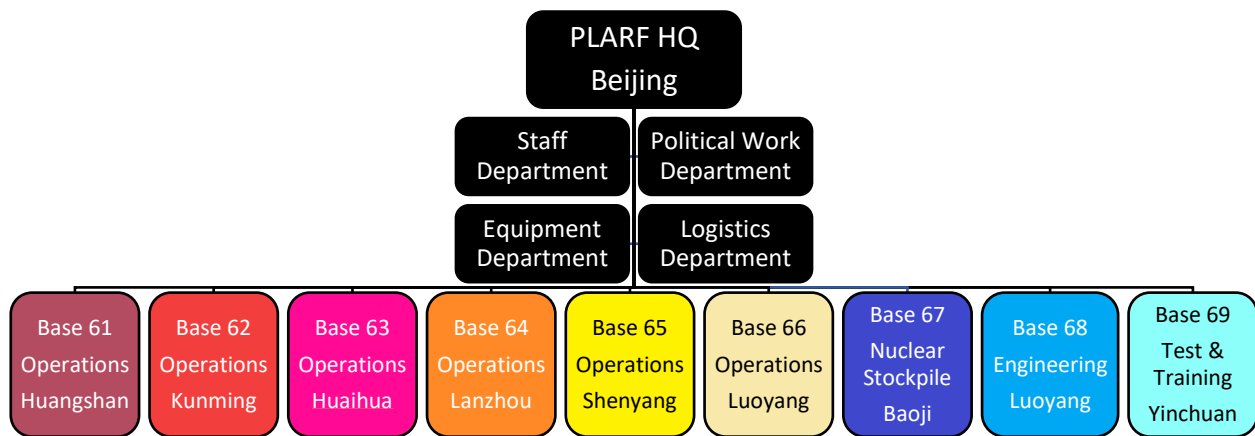 PLARF HQ
Beijing
Staff
Department
Political Work
Department
Equipment
Department
Logistics
Department
Base 61
Operations
Huangshan
Base 62
Operations
Kunming
Base 63
Operations
Huaihua
Base 64
Operations
Lanzhou
Base 65
Operations
Shenyang
Base 66
Operations
Luoyang
Base 67
Nuclear
Stockpile
Baoji
Base 68
Engineering
Luoyang
Base 69
Test &
Training
Yinchuan